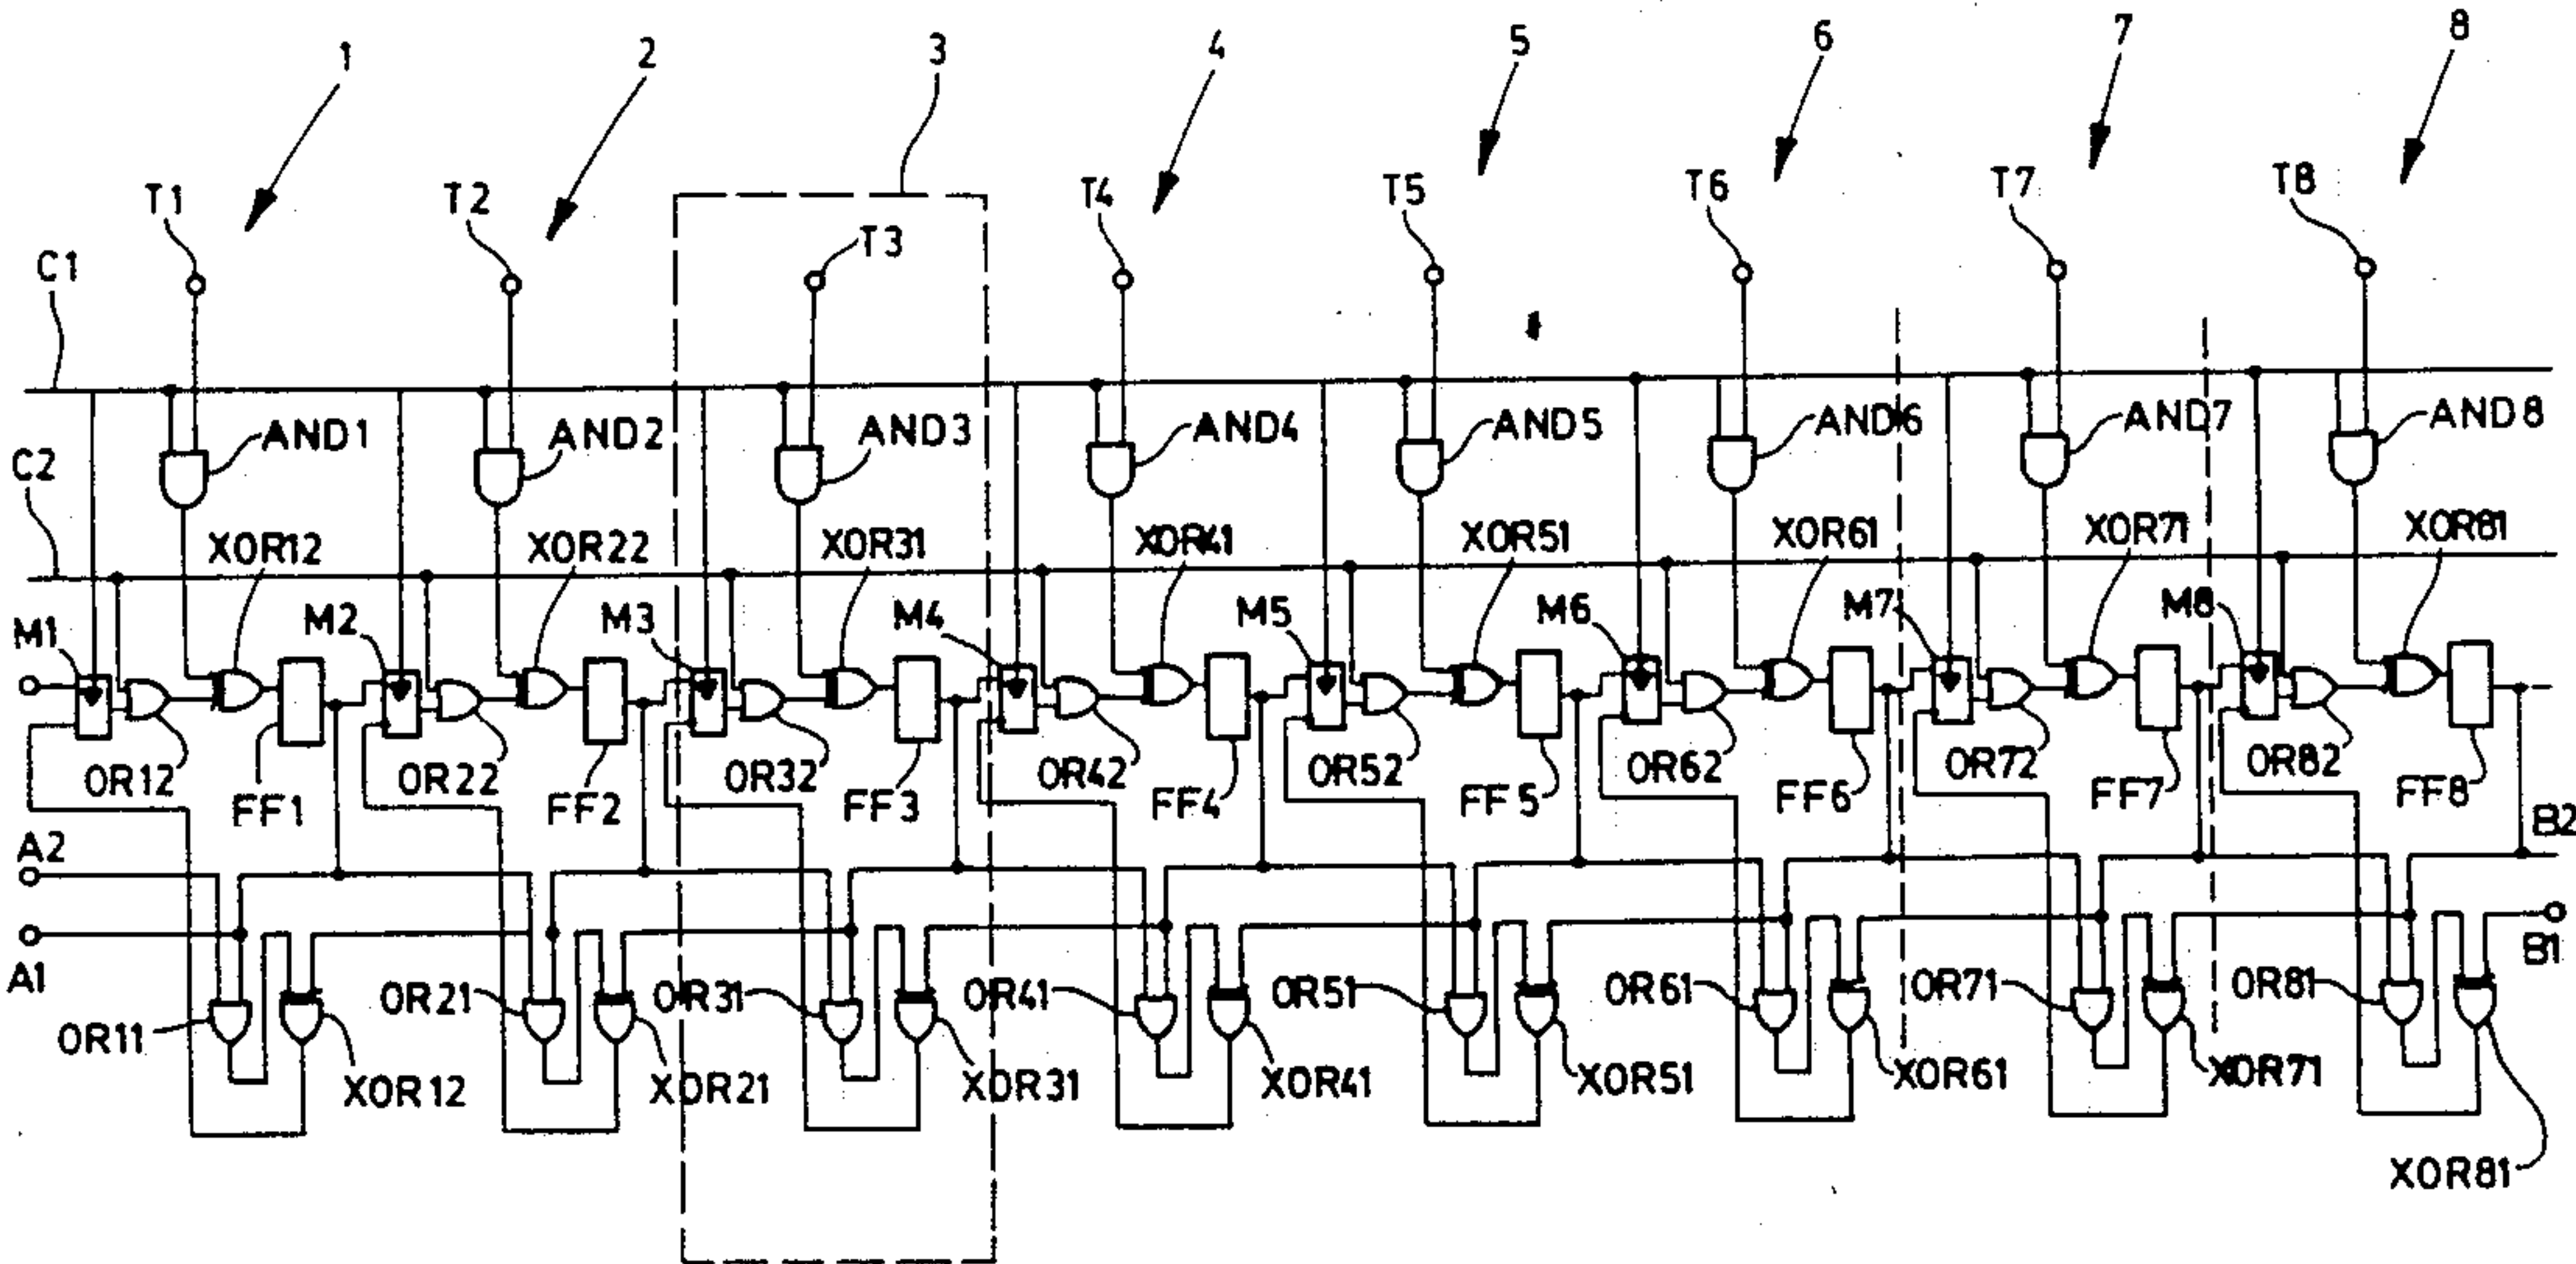 1 2 3 4 5 6 7 8
T1 T2 T3 T4 T5 T6 T7 T8
C1
AND1 AND2 AND3 AND4 AND5 AND6 AND7 AND8
C2
XOR12 XOR22 XOR31 XOR41 XOR51 XOR61 XOR71 XOR81
M1 M2 M3 M4 M5 M6 M7 M8
OR12 OR22 OR32 OR42 OR52 OR62 OR72 OR82
FF1 FF2 FF3 FF4 FF5 FF6 FF7 FF8
A2 B2
A1 B1
OR11 OR21 OR31 OR41 OR51 OR61 OR71 OR81
XOR12 XOR21 XOR31 XOR41 XOR51 XOR61 XOR71 XOR81